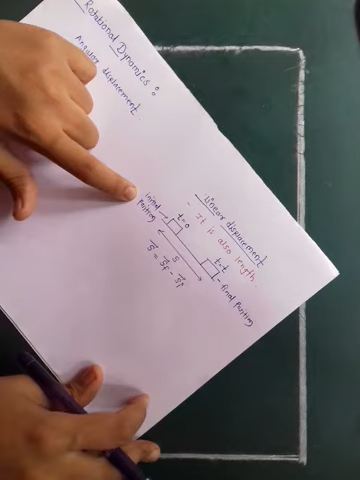 Rotational Dynamics :
Angular displacement
Linear displacement
- It is also length.
Initial
Position
t=0
t=t
final Position
S
S⃗ = S⃗f - S⃗i